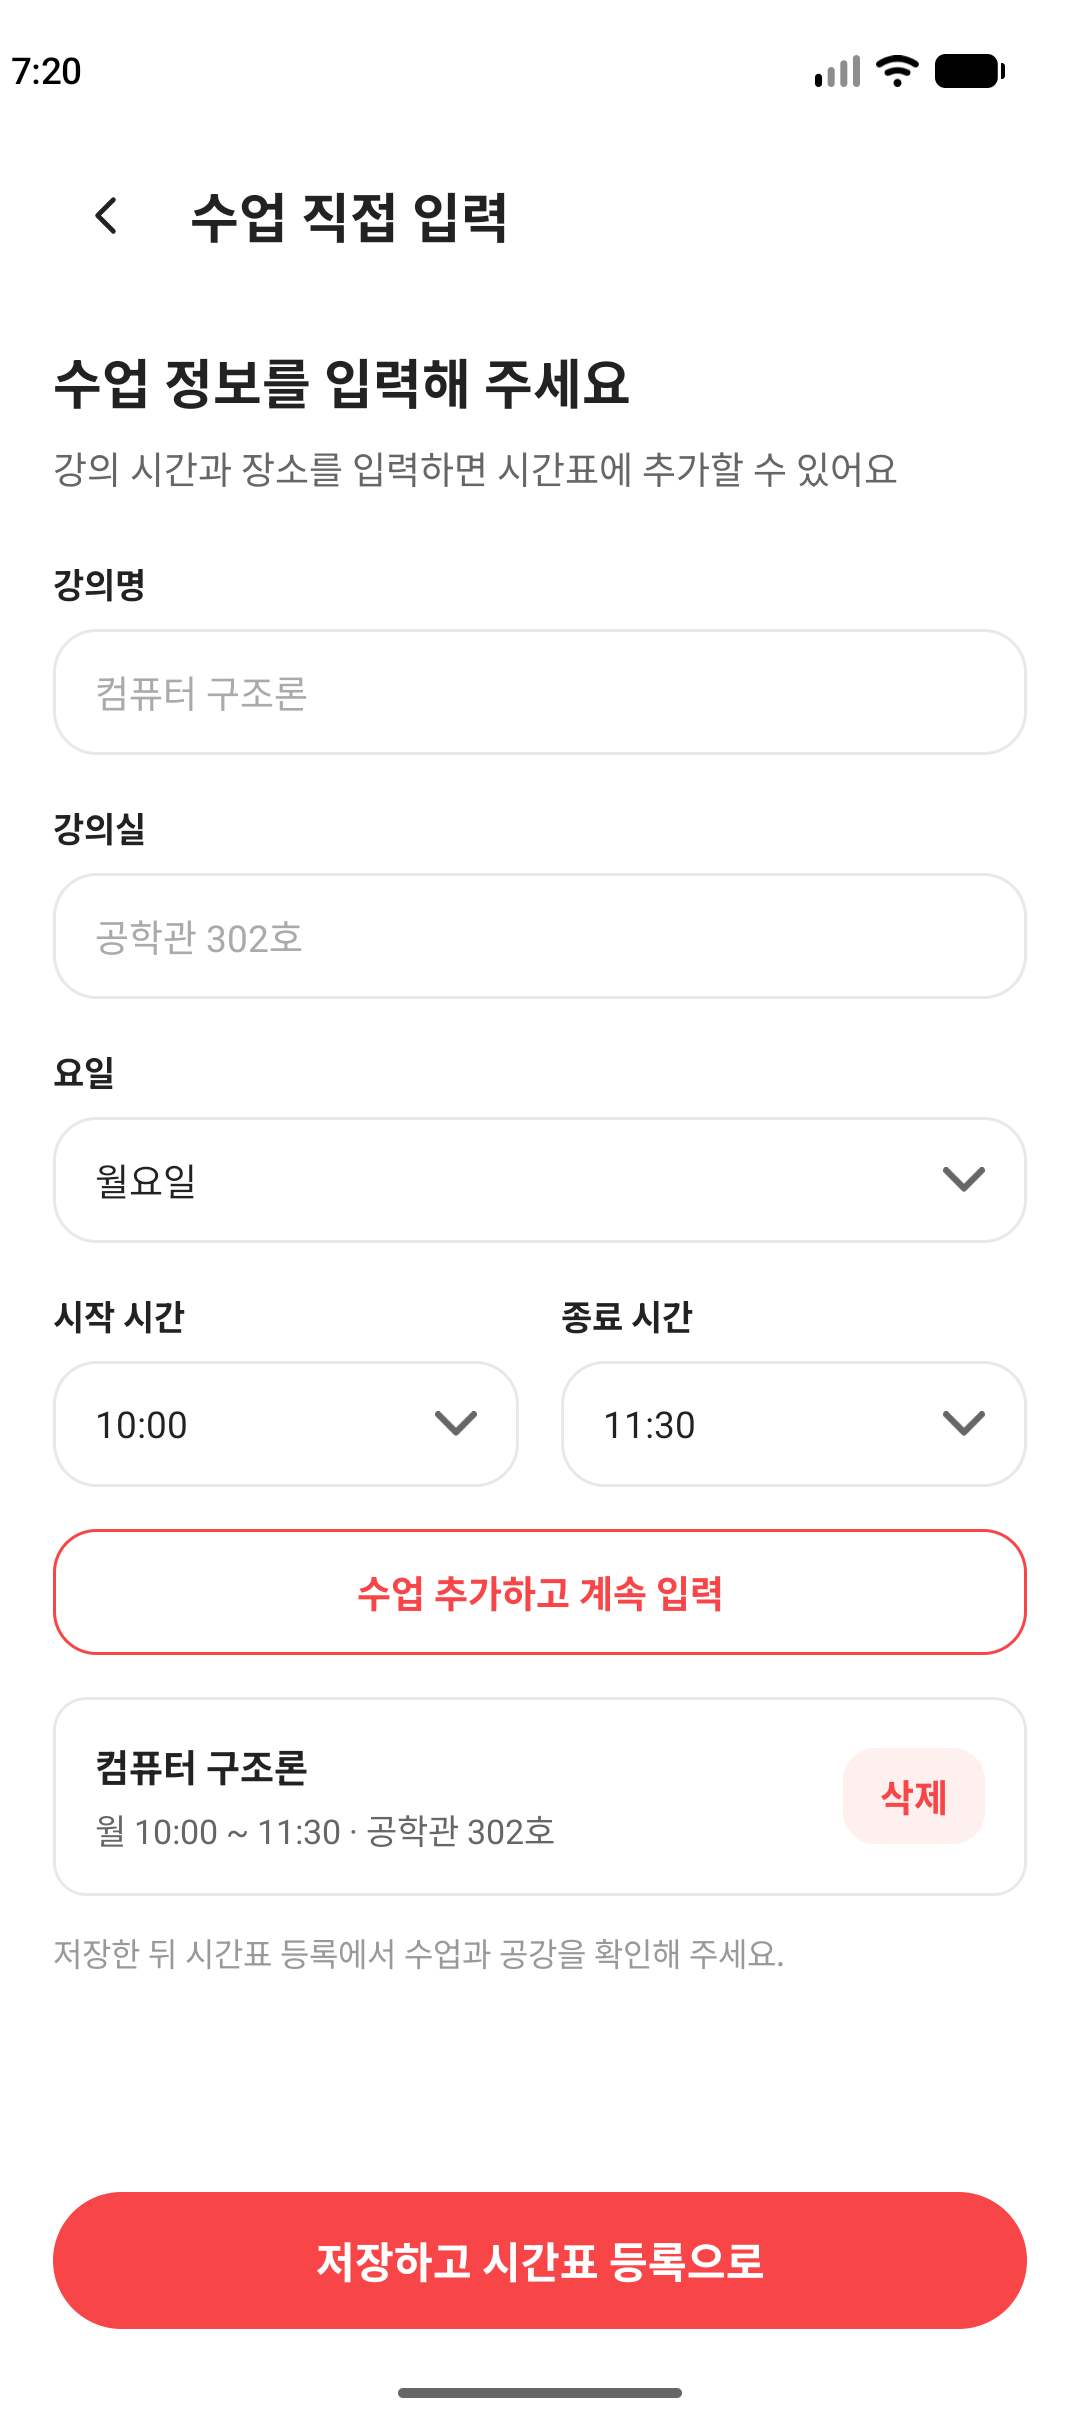 7:20
수업 직접 입력
수업 정보를 입력해 주세요
강의 시간과 장소를 입력하면 시간표에 추가할 수 있어요
강의명
컴퓨터 구조론
강의실
공학관 302호
요일
월요일
시작 시간 종료 시간
10:00 11:30
수업 추가하고 계속 입력
컴퓨터 구조론
월 10:00 ~ 11:30 · 공학관 302호
삭제
저장한 뒤 시간표 등록에서 수업과 공강을 확인해 주세요.
저장하고 시간표 등록으로